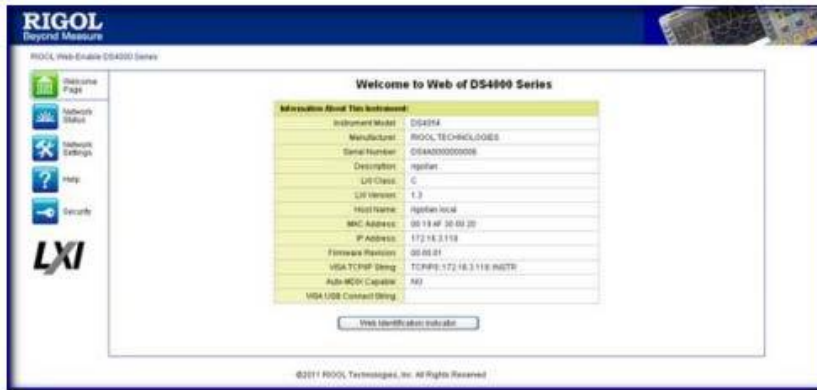 RIGOL
Beyond Measure
RIGOL Web-Enable DS4000 Series
Welcome Page
Network Status
Network Settings
Help
Security
LXI
Welcome to Web of DS4000 Series
Information About This Instrument:
Instrument Model: DS4054
Manufacturer: RIGOL TECHNOLOGIES
Serial Number:
Description: rigollan
LXI Class: C
LXI Version: 1.3
Host Name: rigollan.local
MAC Address: 00 19 AF 30 00 20
IP Address: 172.16.3.118
Firmware Revision: 00.00.01
VISA TCP/IP String: TCPIP0::172.16.3.118::INSTR
Auto-MDIX Capable: NO
VISA USB Connect String:
Web Identification Indicator
©2011 RIGOL Technologies, Inc. All Rights Reserved